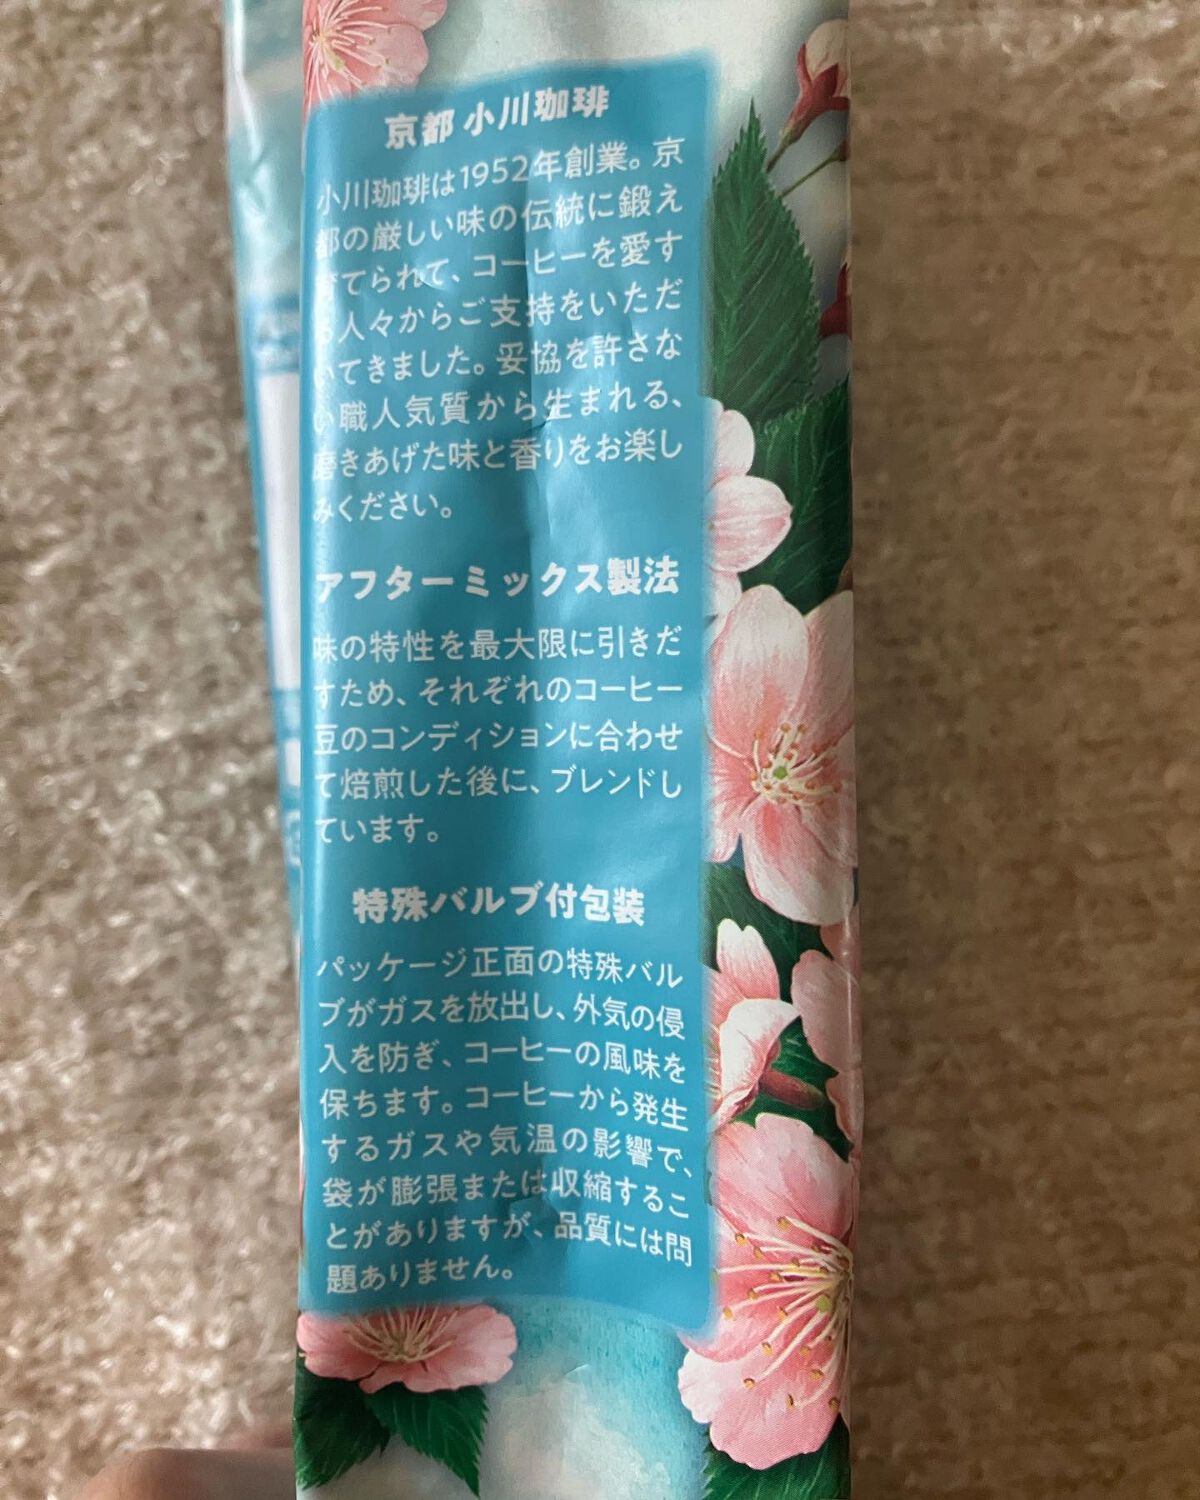 京都 小川珈琲
小川珈琲は1952年創業。京
都の厳しい味の伝統に鍛え
育てられて、コーヒーを愛す
る人々からご支持をいただ
いてきました。妥協を許さな
い職人気質から生まれる、
磨きあげた味と香りをお楽し
みください。
アフターミックス製法
味の特性を最大限に引きだ
すため、それぞれのコーヒー
豆のコンディションに合わせ
て焙煎した後に、ブレンドし
ています。
特殊バルブ付包装
パッケージ正面の特殊バル
ブがガスを放出し、外気の侵
入を防ぎ、コーヒーの風味を
保ちます。コーヒーから発生
するガスや気温の影響で、
袋が膨張または収縮するこ
とがありますが、品質には問
題ありません。